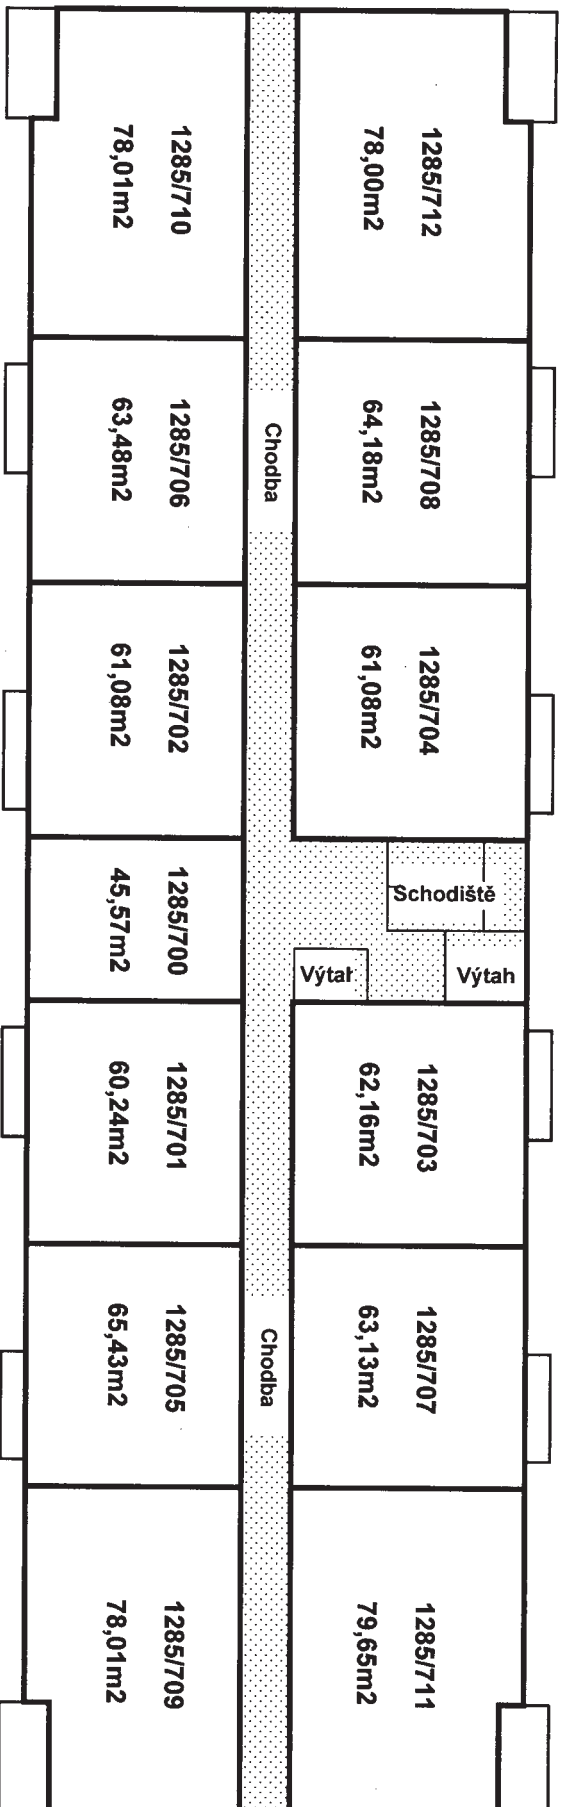 1285/712
78,00m2
1285/710
78,01m2
1285/708
64,18m2
Chodba
1285/706
63,48m2
1285/704
61,08m2
1285/702
61,08m2
Schodiště
Výtah
Výtah
1285/700
45,57m2
1285/703
62,16m2
1285/701
60,24m2
1285/707
63,13m2
Chodba
1285/705
65,43m2
1285/711
79,65m2
1285/709
78,01m2